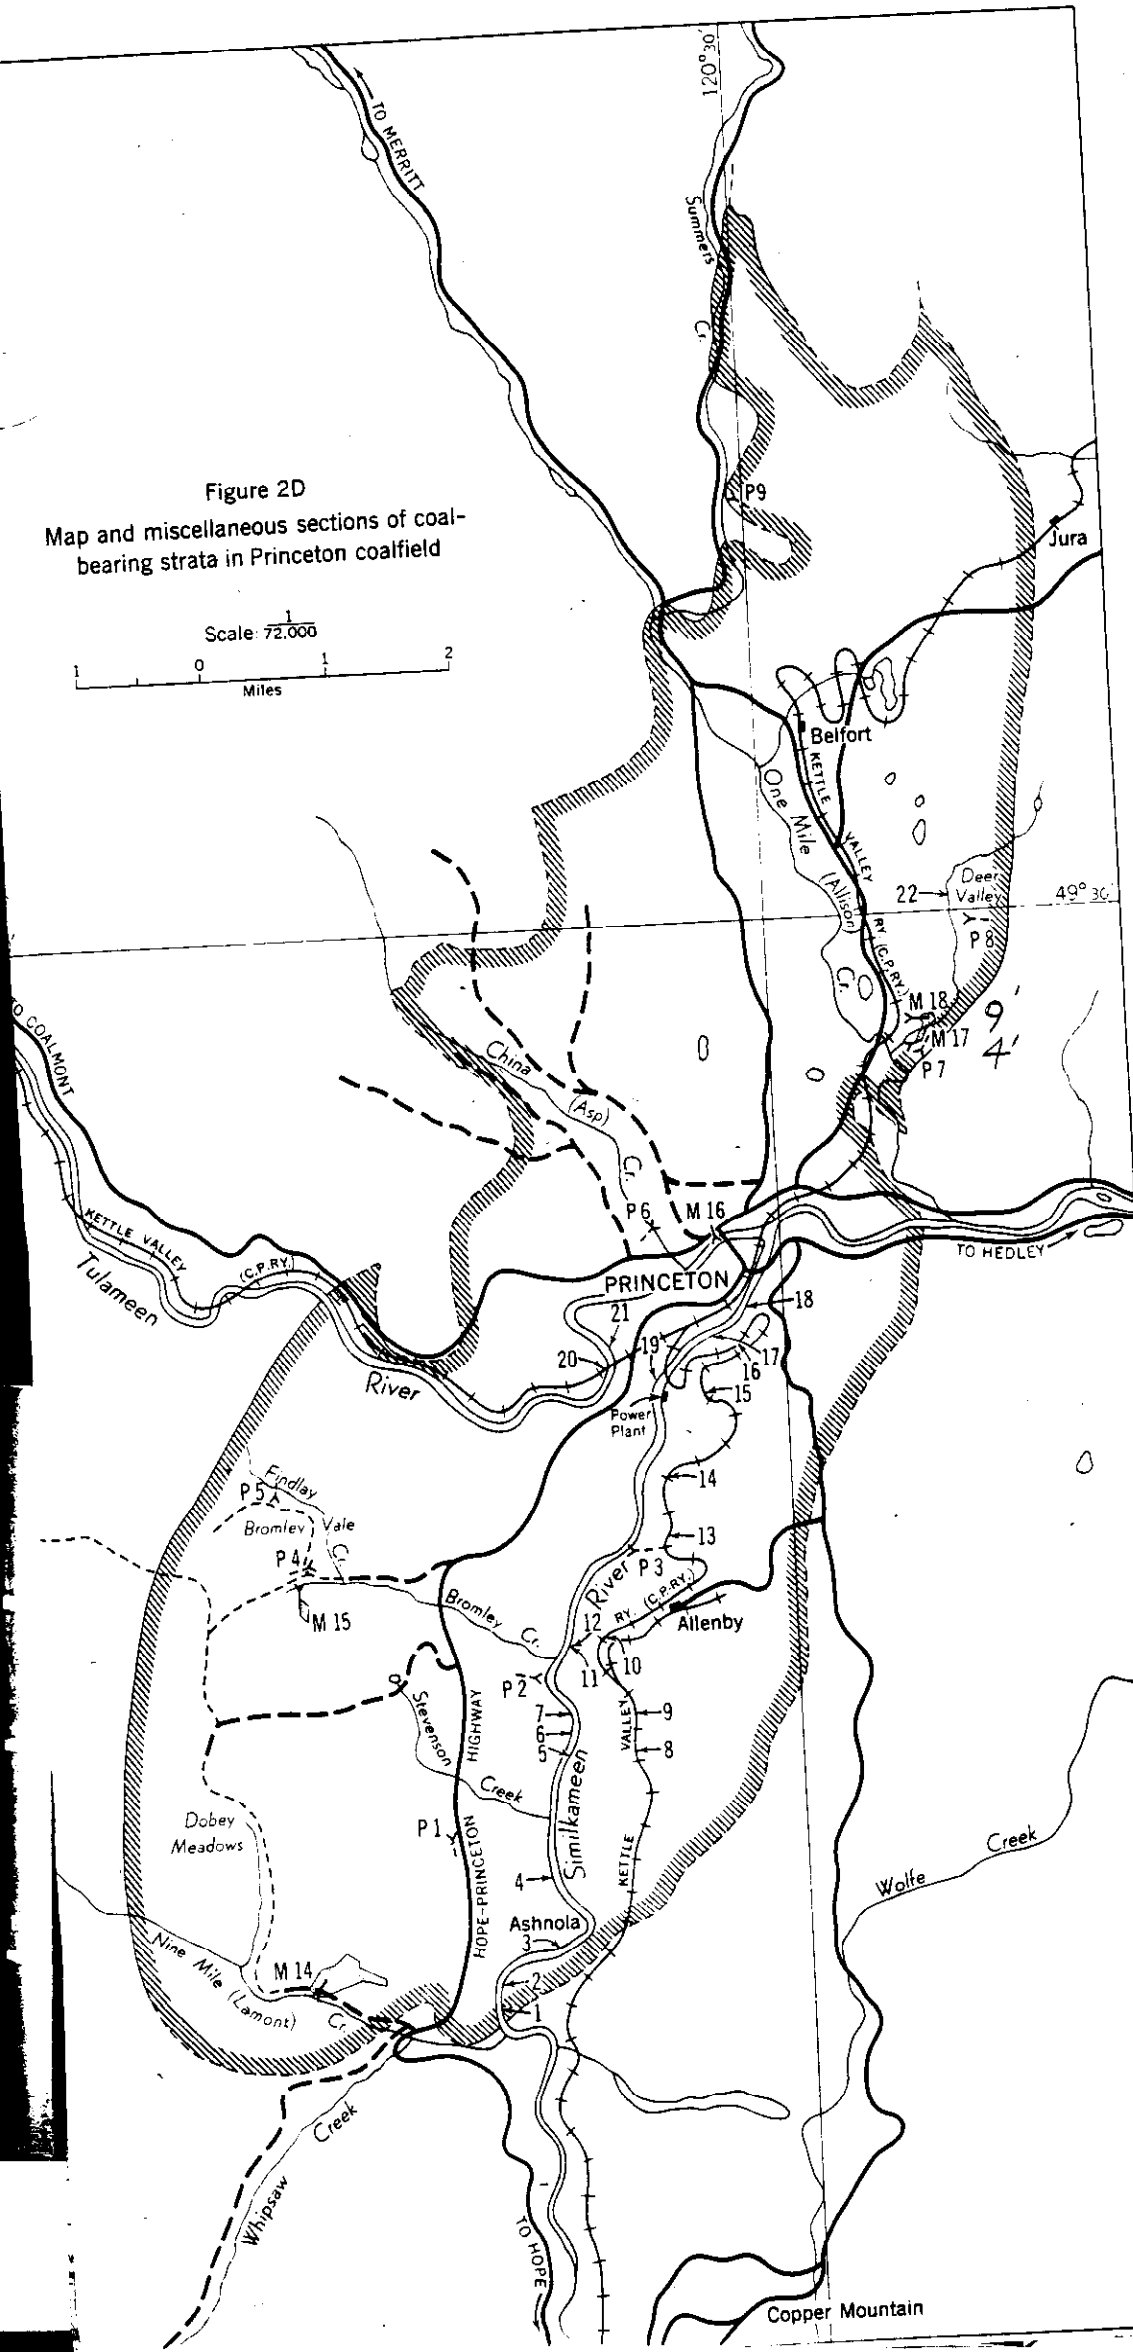 120°30'
TO MERRITT
Summers
Cr.
P9
Figure 2D
Map and miscellaneous sections of coal-
bearing strata in Princeton coalfield
Jura
Scale: 1/72.000
1 0 1 2
Miles
Belfort
KETTLE VALLEY RY. (C.P.RY.)
One Mile
(Allison)
Cr.
22
Deer
Valley
49°30'
P8
M 18
9'
M 17
4'
P7
TO COALMONT
China
(Asp)
Cr.
P6
M 16
KETTLE VALLEY
(C.P.RY.)
Tulameen
River
TO HEDLEY
PRINCETON
18
21
19
20
17
16
15
Power
Plant
14
Findlay
Cr.
P5
Bromley Vale
13
P4
P3
River
RY. (C.P.RY.)
M 15
Bromley
Cr.
12
Allenby
11
10
P2
Stevenson
Creek
HIGHWAY
7
6
5
9
8
VALLEY
Similkameen
Dobey
Meadows
P1
HOPE-PRINCETON
KETTLE
4
Creek
Wolfe
Ashnola
3
Nine Mile (Lamont)
Cr.
M 14
2
1
Creek
Whipsaw
TO HOPE
Copper Mountain